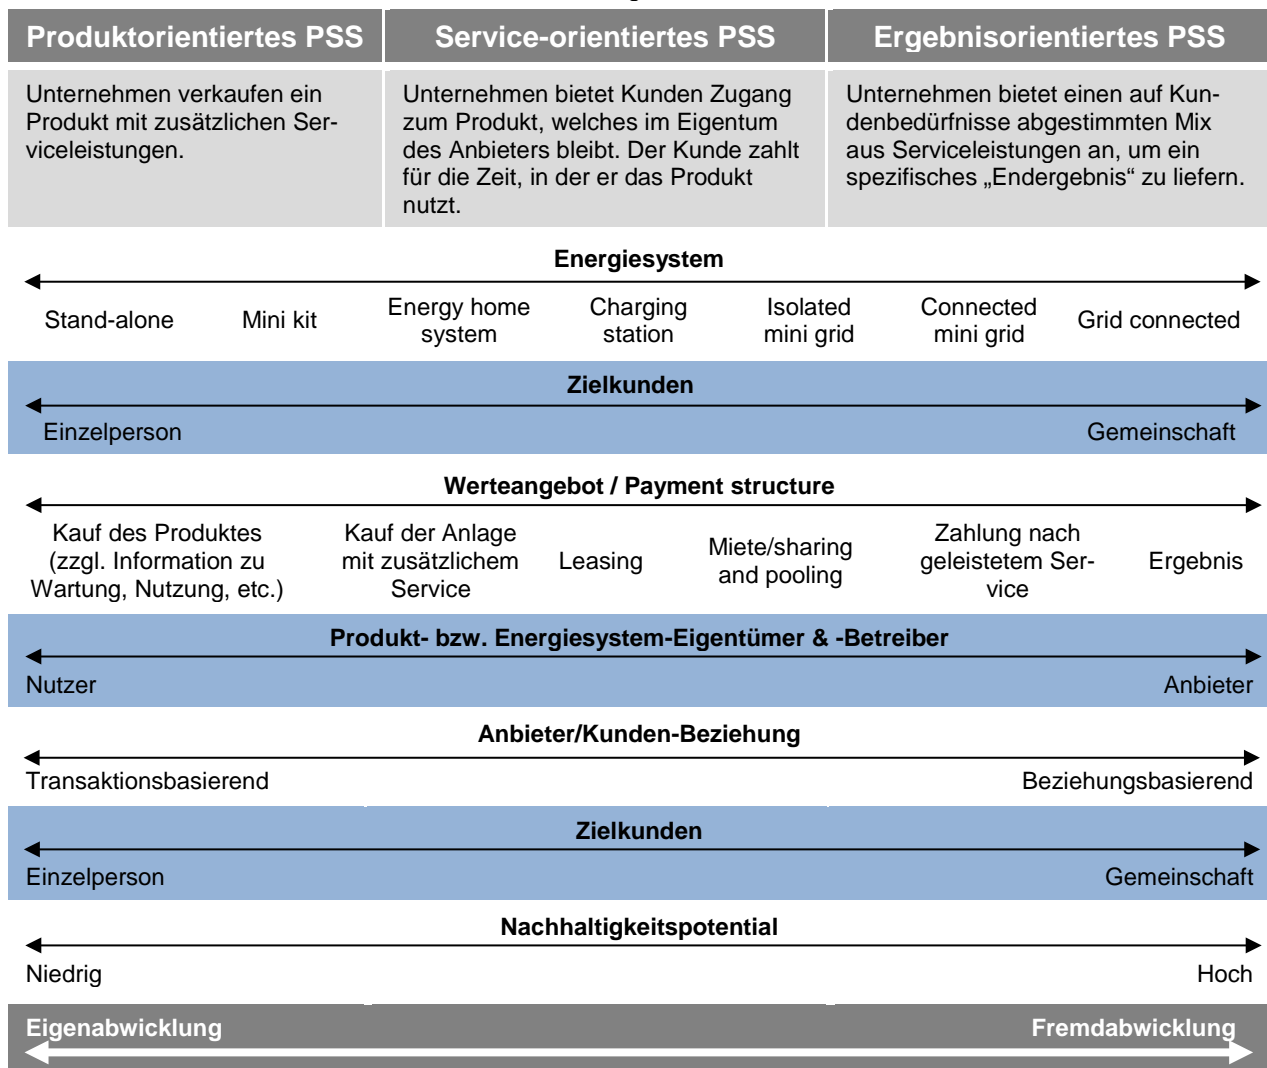 Produktorientiertes PSS
Service-orientiertes PSS
Ergebnisorientiertes PSS
Unternehmen verkaufen ein
Produkt mit zusätzlichen Ser-
viceleistungen.
Unternehmen bietet Kunden Zugang
zum Produkt, welches im Eigentum
des Anbieters bleibt. Der Kunde zahlt
für die Zeit, in der er das Produkt
nutzt.
Unternehmen bietet einen auf Kun-
denbedürfnisse abgestimmten Mix
aus Serviceleistungen an, um ein
spezifisches „Endergebnis“ zu liefern.
Energiesystem
Stand-alone
Mini kit
Energy home
system
Charging
station
Isolated
mini grid
Connected
mini grid
Grid connected
Zielkunden
Einzelperson
Gemeinschaft
Werteangebot / Payment structure
Kauf des Produktes
(zzgl. Information zu
Wartung, Nutzung, etc.)
Kauf der Anlage
mit zusätzlichem
Service
Leasing
Miete/sharing
and pooling
Zahlung nach
geleistetem Ser-
vice
Ergebnis
Produkt- bzw. Energiesystem-Eigentümer & -Betreiber
Nutzer
Anbieter
Anbieter/Kunden-Beziehung
Transaktionsbasierend
Beziehungsbasierend
Zielkunden
Einzelperson
Gemeinschaft
Nachhaltigkeitspotential
Niedrig
Hoch
Eigenabwicklung
Fremdabwicklung